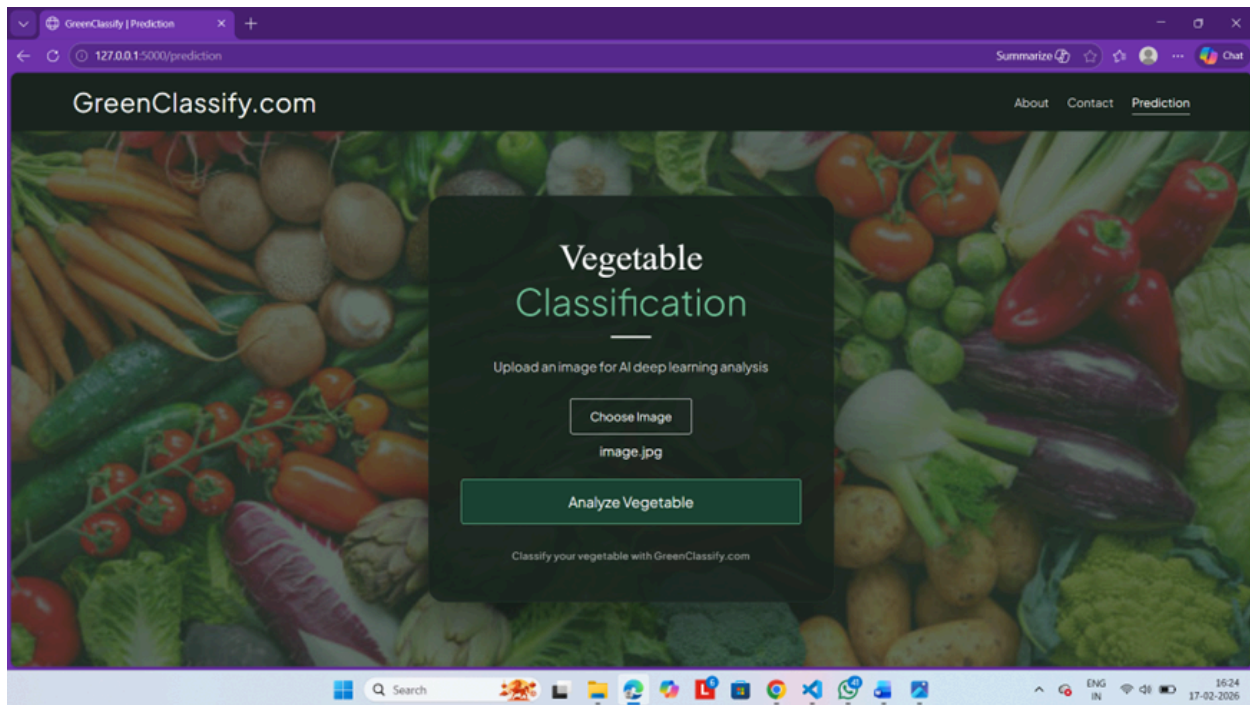 GreenClassify | Prediction
127.0.0.1:5000/prediction
Summarize
Chat
GreenClassify.com
About Contact Prediction
Vegetable
Classification
Upload an image for AI deep learning analysis
Choose Image
image.jpg
Analyze Vegetable
Classify your vegetable with GreenClassify.com
Search
ENG
IN
16:24
17-02-2026